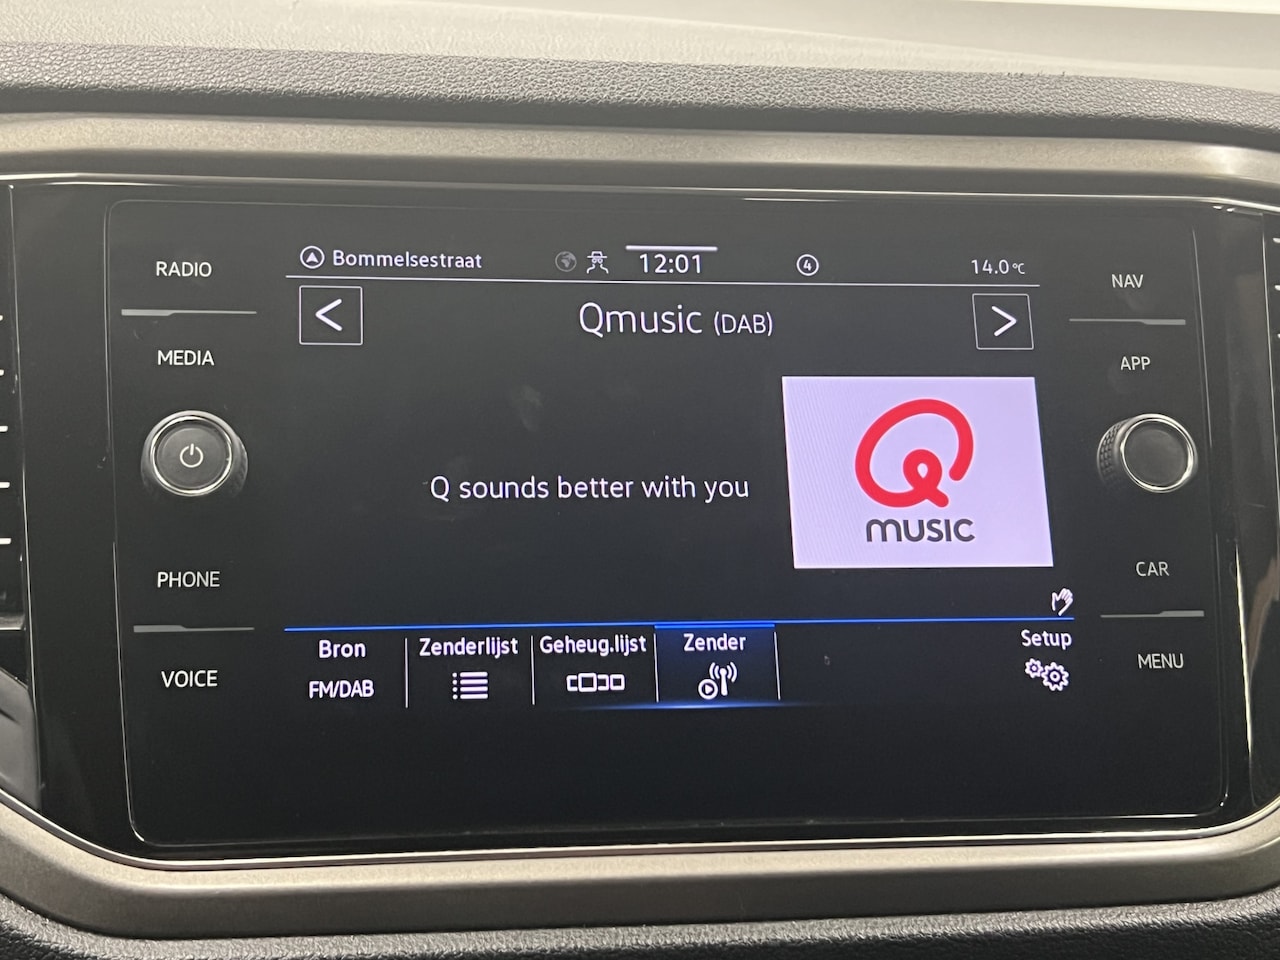 RADIO
MEDIA
PHONE
VOICE
Bommelsestraat
12:01
4
14.0°C
<
Qmusic (DAB)
>
Q sounds better with you
MUSIC
Bron
FM/DAB
Zenderlijst
Geheug.lijst
Zender
Setup
NAV
APP
CAR
MENU